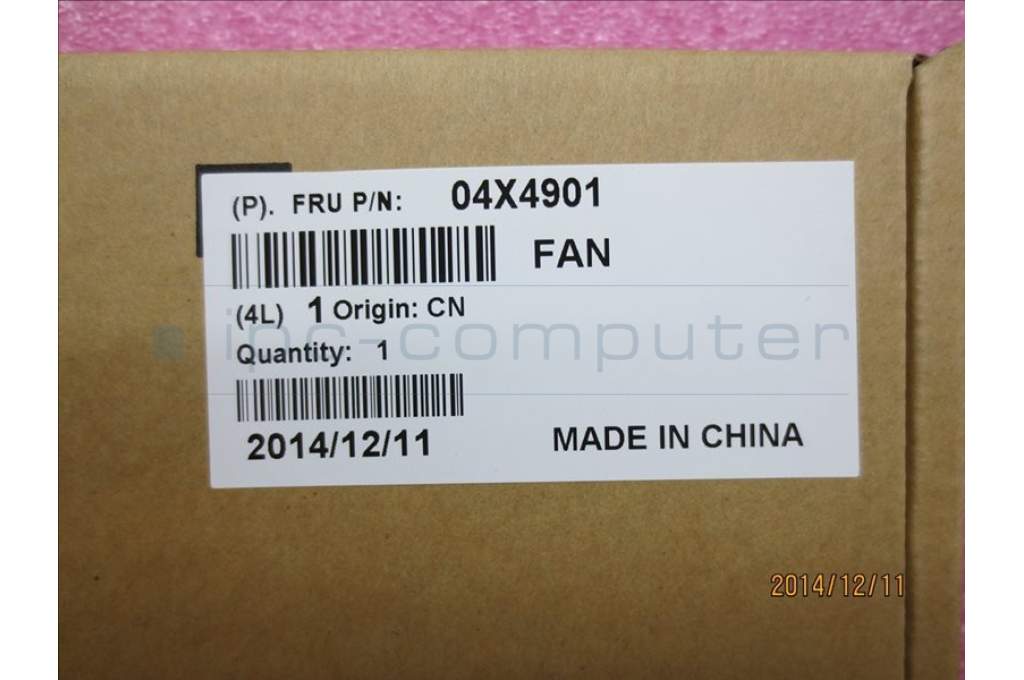 (P). FRU P/N: 04X4901
FAN
(4L) 1 Origin: CN
ipc-computer
Quantity: 1
2014/12/11
MADE IN CHINA
2014/12/11